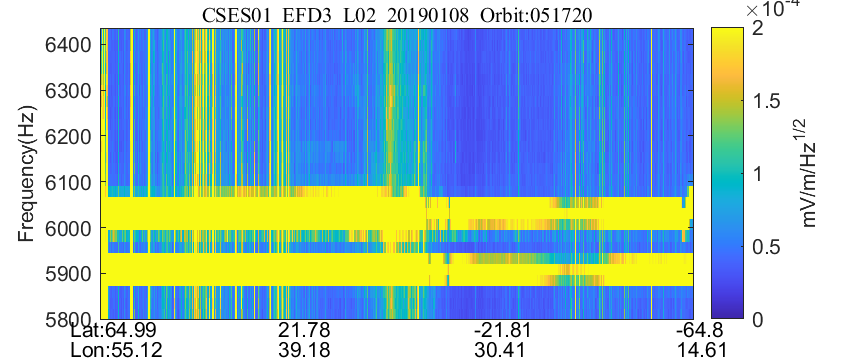 CSES01 EFD3 L02 20190108 Orbit:051720
×10⁻⁴
Frequency(Hz)
6400
6300
6200
6100
6000
5900
5800
2
1.5
1
0.5
0
mV/m/Hz^1/2
Lat:64.99 21.78 -21.81 -64.8
Lon:55.12 39.18 30.41 14.61